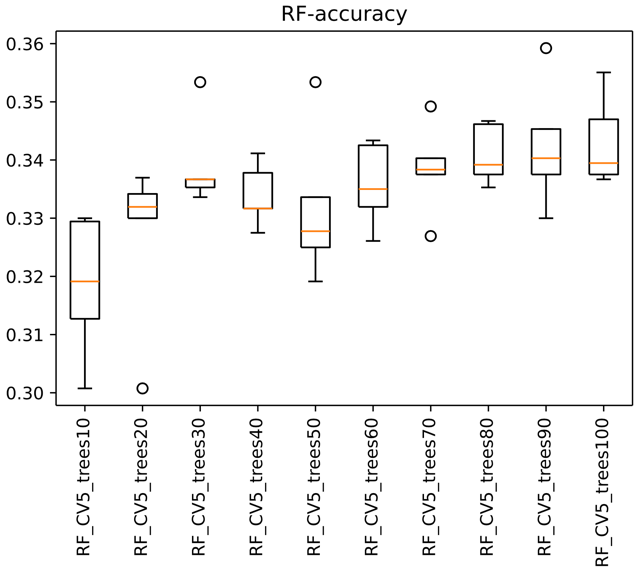 RF-accuracy
0.36
0.35
0.34
0.33
0.32
0.31
0.30
RF_CV5_trees10
RF_CV5_trees20
RF_CV5_trees30
RF_CV5_trees40
RF_CV5_trees50
RF_CV5_trees60
RF_CV5_trees70
RF_CV5_trees80
RF_CV5_trees90
RF_CV5_trees100